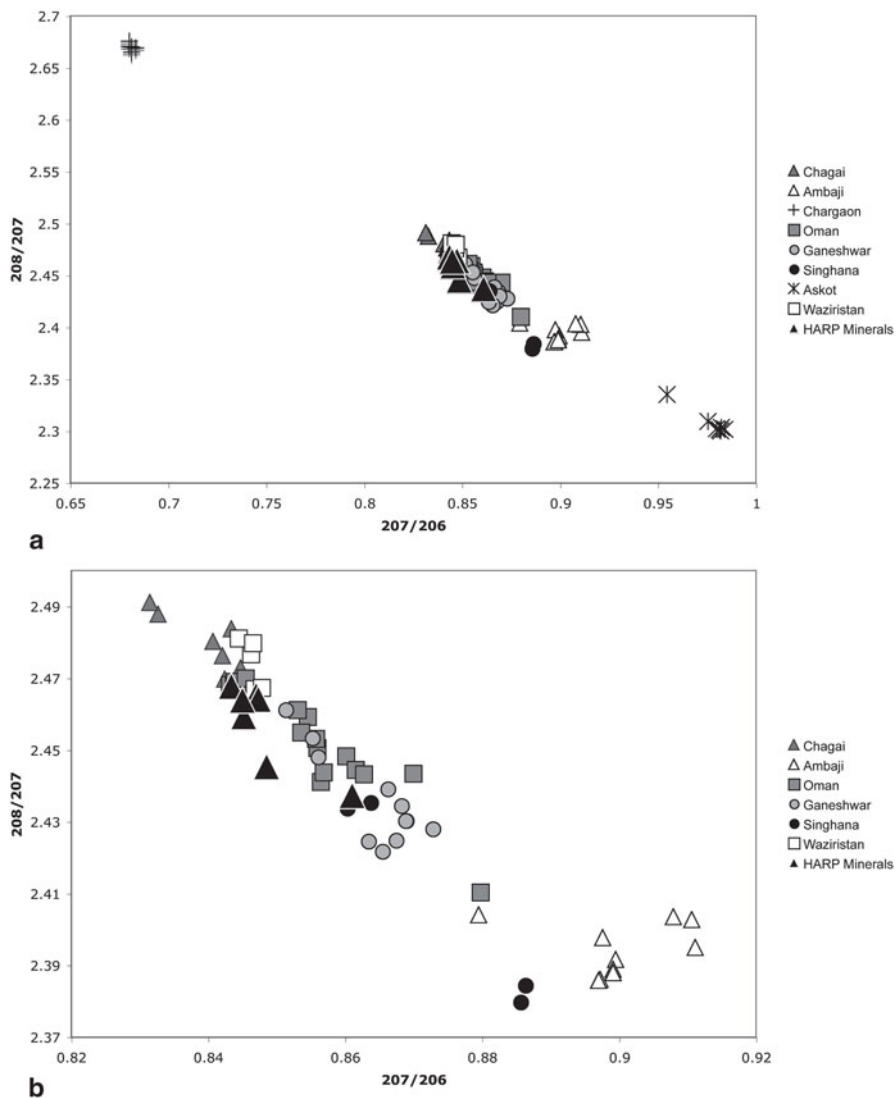 2.7
2.65
2.6
2.55
2.5
2.45
2.4
2.35
2.3
2.25
208/207
0.65 0.7 0.75 0.8 0.85 0.9 0.95 1
207/206
Chagai
Ambaji
Chargaon
Oman
Ganeshwar
Singhana
Askot
Waziristan
HARP Minerals
a
2.49
2.47
2.45
2.43
2.41
2.39
2.37
208/207
0.82 0.84 0.86 0.88 0.9 0.92
207/206
Chagai
Ambaji
Oman
Ganeshwar
Singhana
Waziristan
HARP Minerals
b